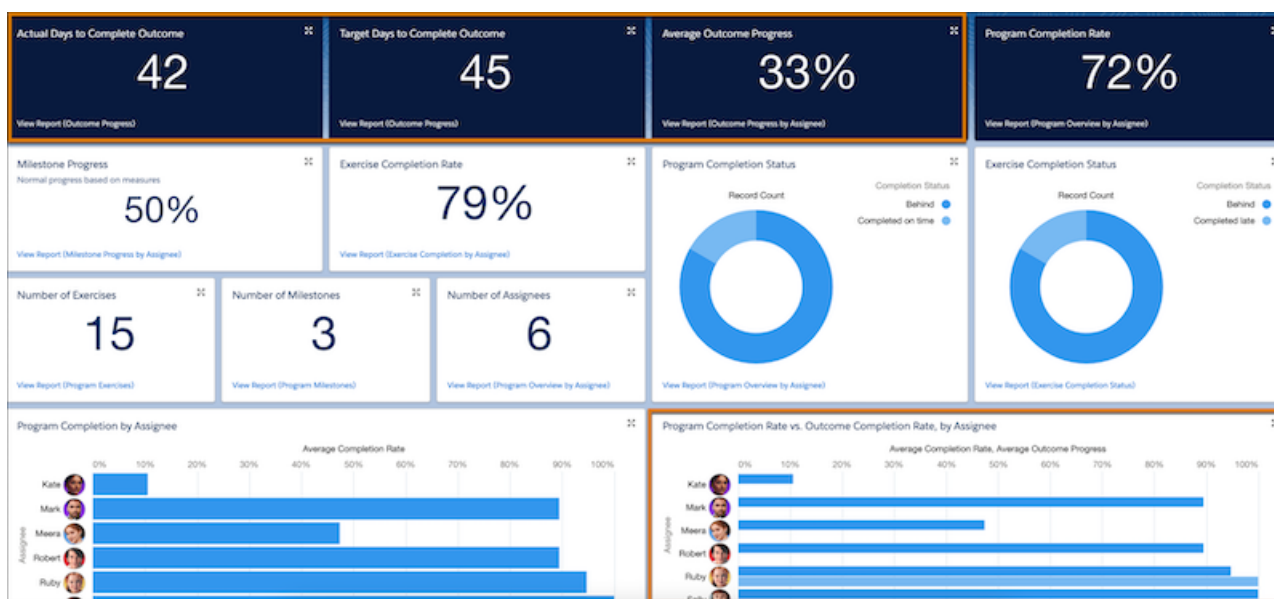 Actual Days to Complete Outcome
42
View Report (Outcome Progress)
Target Days to Complete Outcome
45
View Report (Outcome Progress)
Average Outcome Progress
33%
View Report (Outcome Progress by Assignee)
Program Completion Rate
72%
View Report (Program Overview by Assignee)
Milestone Progress
Normal progress based on measures
50%
View Report (Milestone Progress by Assignee)
Exercise Completion Rate
79%
View Report (Exercise Completion by Assignee)
Program Completion Status
Record Count
Completion Status
Behind
Completed on time
View Report (Program Overview by Assignee)
Exercise Completion Status
Record Count
Completion Status
Behind
Completed late
View Report (Exercise Completion Status)
Number of Exercises
15
View Report (Program Exercises)
Number of Milestones
3
View Report (Program Milestones)
Number of Assignees
6
View Report (Program Overview by Assignee)
Program Completion by Assignee
Average Completion Rate
0% 10% 20% 30% 40% 50% 60% 70% 80% 90% 100%
Assignee
Kate
Mark
Meera
Robert
Ruby
Program Completion Rate vs. Outcome Completion Rate, by Assignee
Average Completion Rate, Average Outcome Progress
0% 10% 20% 30% 40% 50% 60% 70% 80% 90% 100%
Assignee
Kate
Mark
Meera
Robert
Ruby